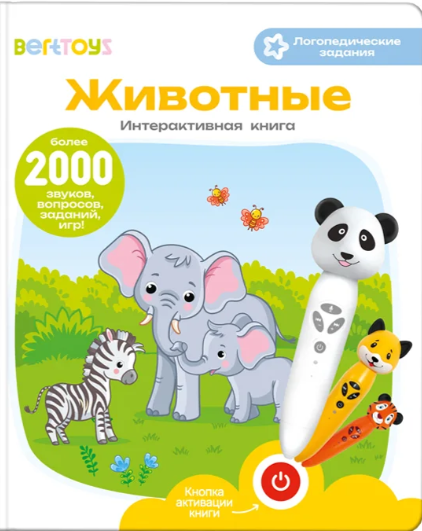 BertToys
Логопедические
задания
Животные
Интерактивная книга
более
2000
звуков,
вопросов,
заданий,
игр!
Кнопка
активации
книги